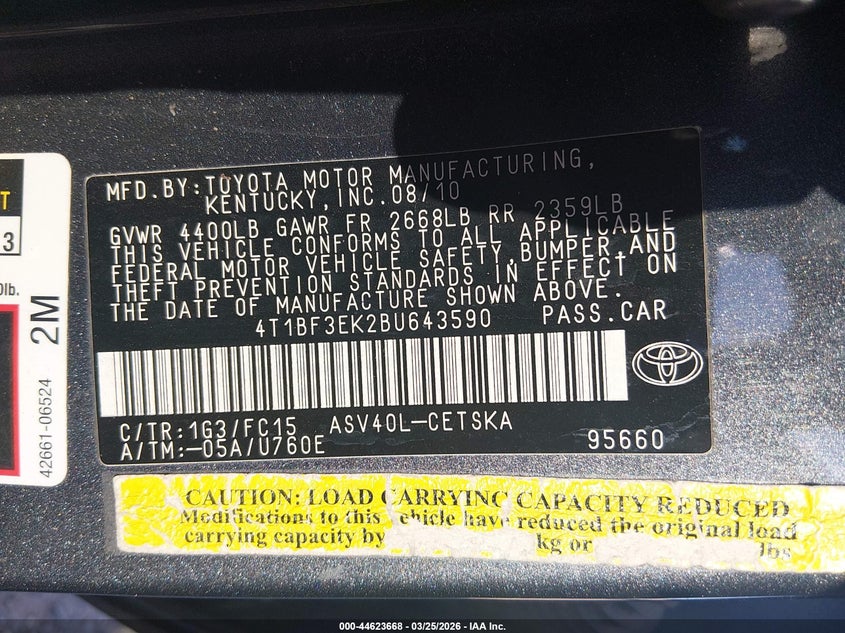 MFD.BY:TOYOTA MOTOR MANUFACTURING,
KENTUCKY,INC.08/10
GVWR 4400LB GAWR FR 2668LB RR 2359LB
THIS VEHICLE CONFORMS TO ALL APPLICABLE
FEDERAL MOTOR VEHICLE SAFETY,BUMPER,AND
THEFT PREVENTION STANDARDS IN EFFECT ON
THE DATE OF MANUFACTURE SHOWN ABOVE.
4T1BF3EK2BU643590 PASS.CAR
C/TR:1G3/FC15 ASV40L-CETSKA
A/TM:-05A/U760E 95660
CAUTION: LOAD CARRYING CAPACITY REDUCED
Modifications to this vehicle have reduced the original load
carrying capacity by kg or lbs
T
3
0lb.
2M
42661-06524
000-44623668 - 03/25/2026 - IAA Inc.